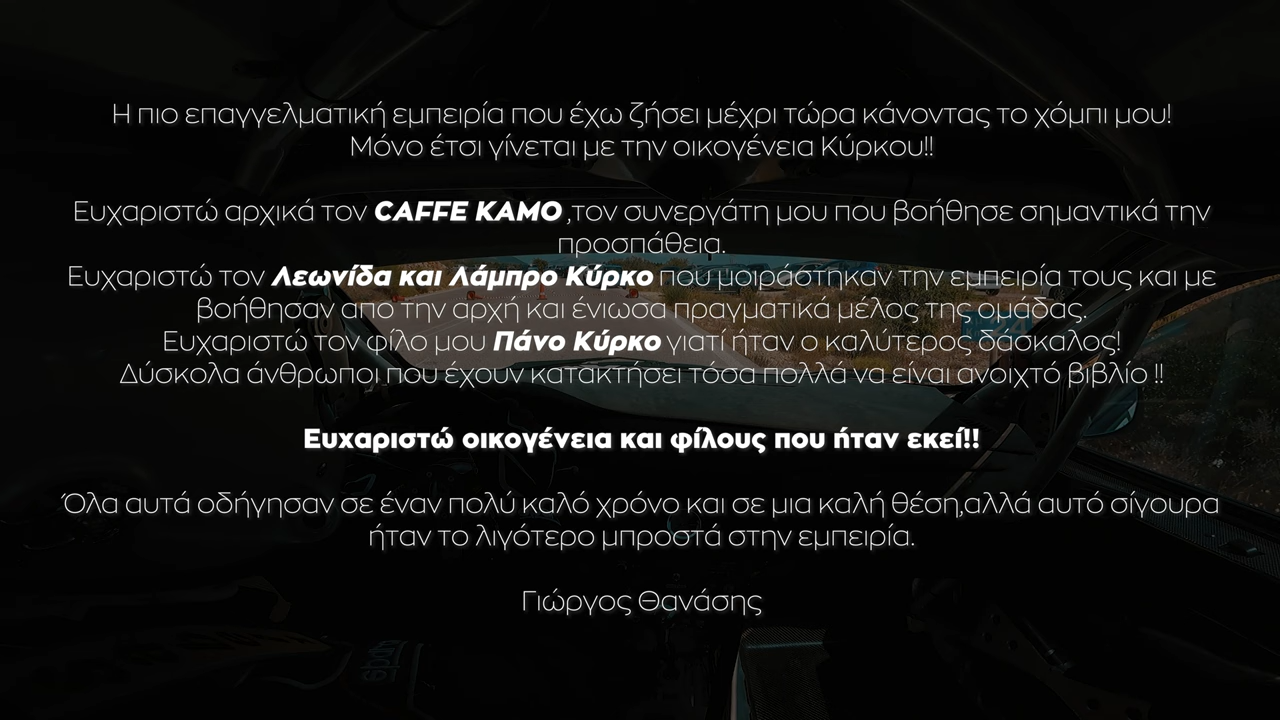 Η πιο επαγγελματική εμπειρία που έχω ζήσει μέχρι τώρα κάνοντας το χόμπι μου!
Μόνο έτσι γίνεται με την οικογένεια Κύρκου!!
Ευχαριστώ αρχικά τον CAFFE KAMO ,τον συνεργάτη μου που βοήθησε σημαντικά την
προσπάθεια.
Ευχαριστώ τον Λεωνίδα και Λάμπρο Κύρκο που μοιράστηκαν την εμπειρία τους και με
βοήθησαν απο την αρχή και ένιωσα πραγματικά μέλος της ομάδας.
Ευχαριστώ τον φίλο μου Πάνο Κύρκο γιατί ήταν ο καλύτερος δάσκαλος!
Δύσκολα άνθρωποι που έχουν κατακτήσει τόσα πολλά να είναι ανοιχτό βιβλίο !!
Ευχαριστώ οικογένεια και φίλους που ήταν εκεί!!
Όλα αυτά οδήγησαν σε έναν πολύ καλό χρόνο και σε μια καλή θέση,αλλά αυτό σίγουρα
ήταν το λιγότερο μπροστά στην εμπειρία.
Γιώργος Θανάσης
sparco